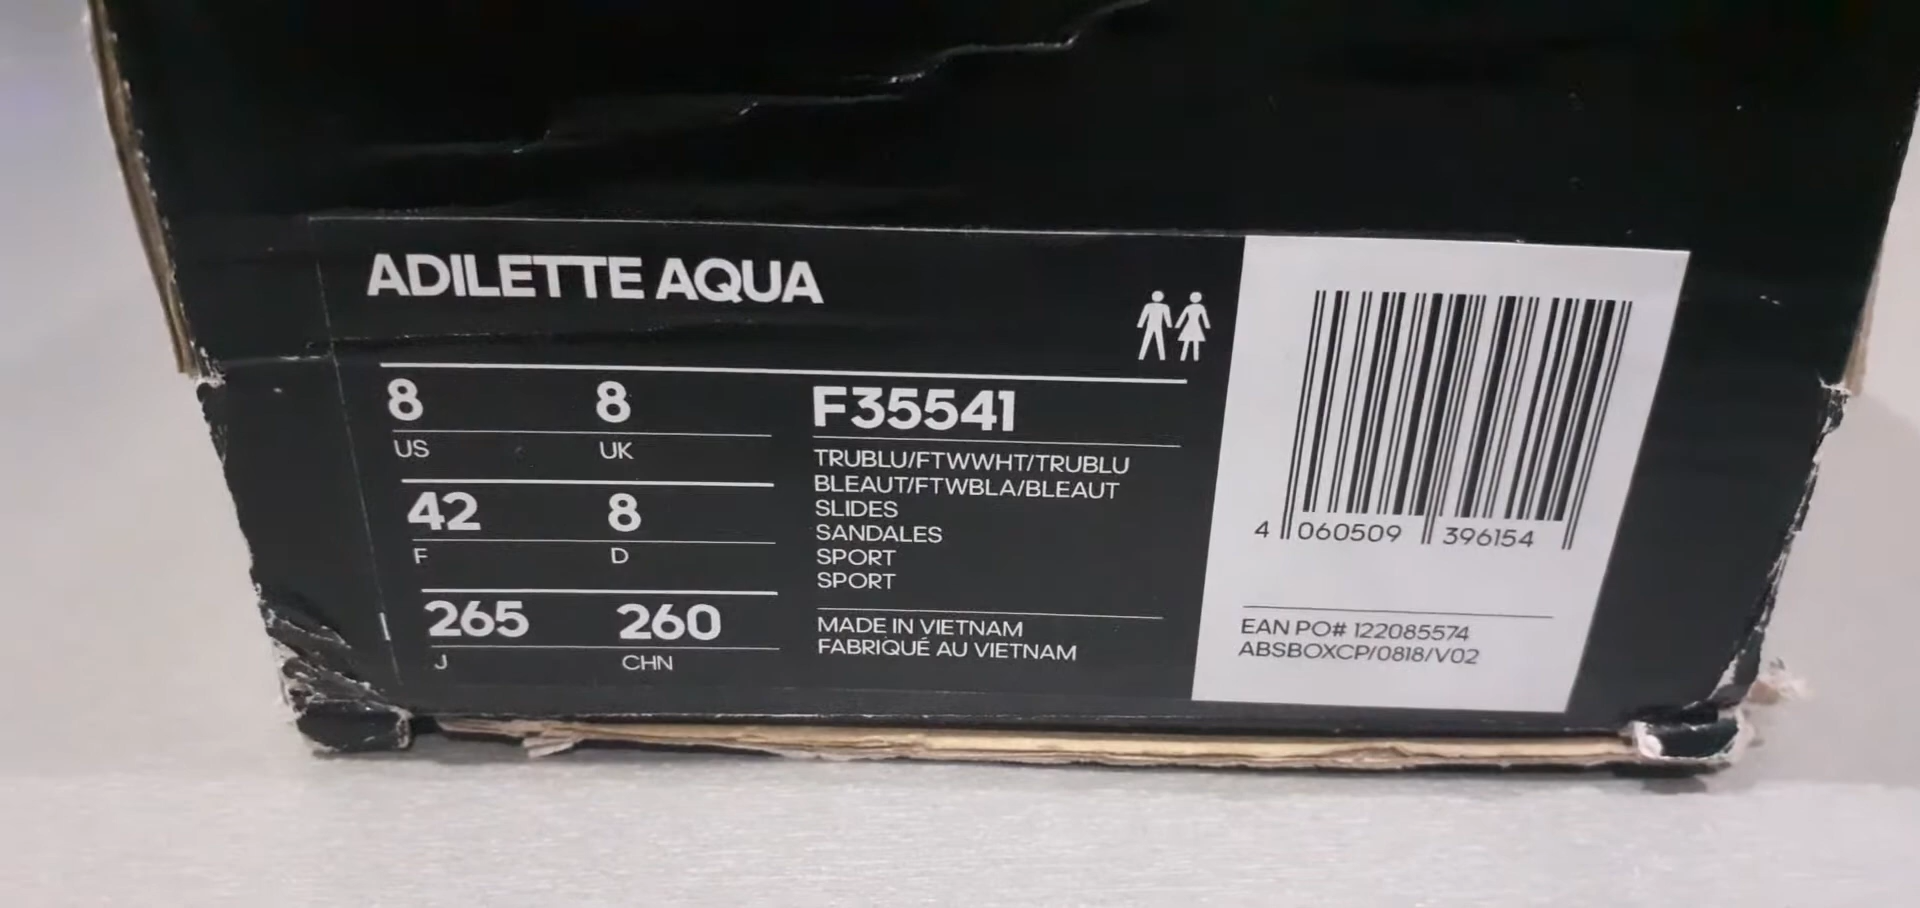 ADILETTE AQUA
8 8
US UK
42 8
F D
265 260
J CHN
F35541
TRUBLU/FTWWHT/TRUBLU
BLEAUT/FTWBLA/BLEAUT
SLIDES
SANDALES
SPORT
SPORT
MADE IN VIETNAM
FABRIQUÉ AU VIETNAM
4 060509 396154
EAN PO# 122085574
ABSBOXCP/0818/V02